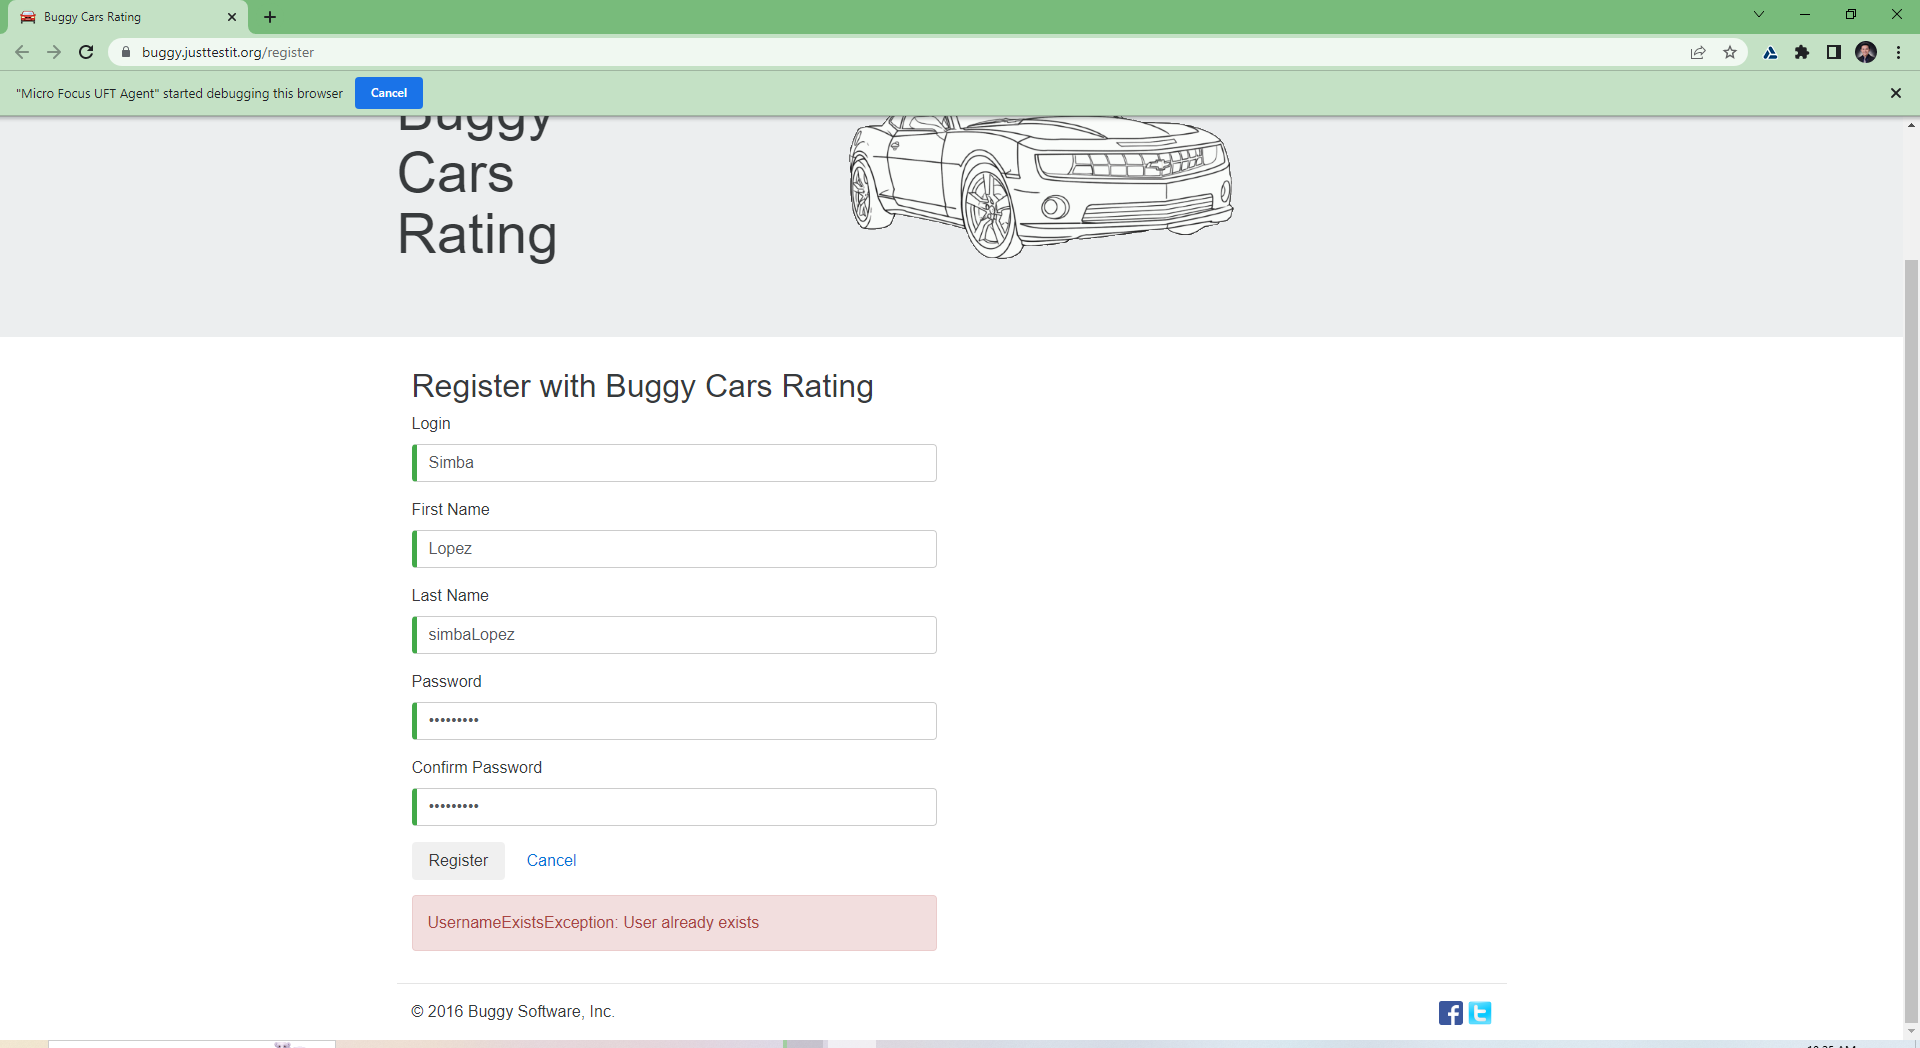 Buggy Cars Rating
buggy.justtestit.org/register
"Micro Focus UFT Agent" started debugging this browser
Cancel
Buggy
Cars
Rating
Register with Buggy Cars Rating
Login
Simba
First Name
Lopez
Last Name
simbaLopez
Password
•••••••••
Confirm Password
•••••••••
Register Cancel
UsernameExistsException: User already exists
© 2016 Buggy Software, Inc.